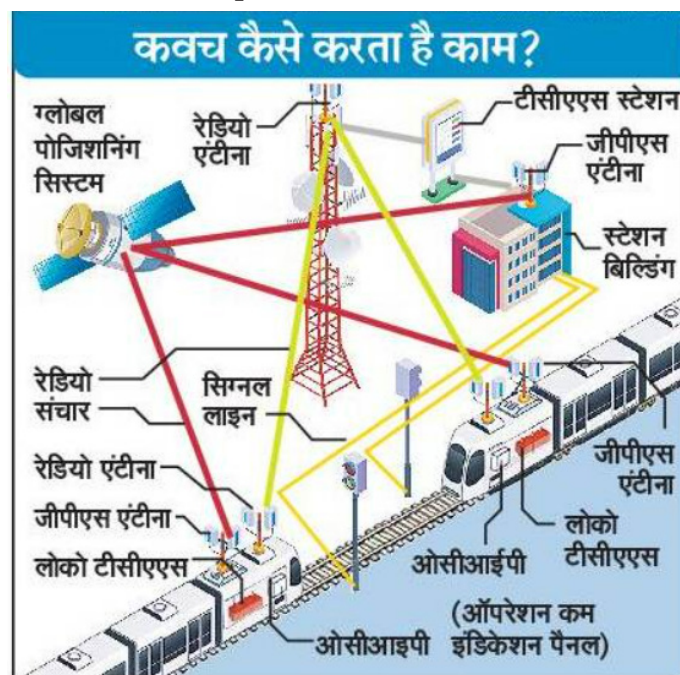 कवच कैसे करता है काम?
ग्लोबल
पोजिशनिंग
सिस्टम
रेडियो
एंटीना
टीसीएएस स्टेशन
जीपीएस
एंटीना
स्टेशन
बिल्डिंग
रेडियो
संचार
सिग्नल
लाइन
रेडियो एंटीना
जीपीएस एंटीना
लोको टीसीएएस
जीपीएस
एंटीना
लोको
टीसीएएस
ओसीआईपी
ओसीआइपी
(ऑपरेशन कम
इंडिकेशन पैनल)